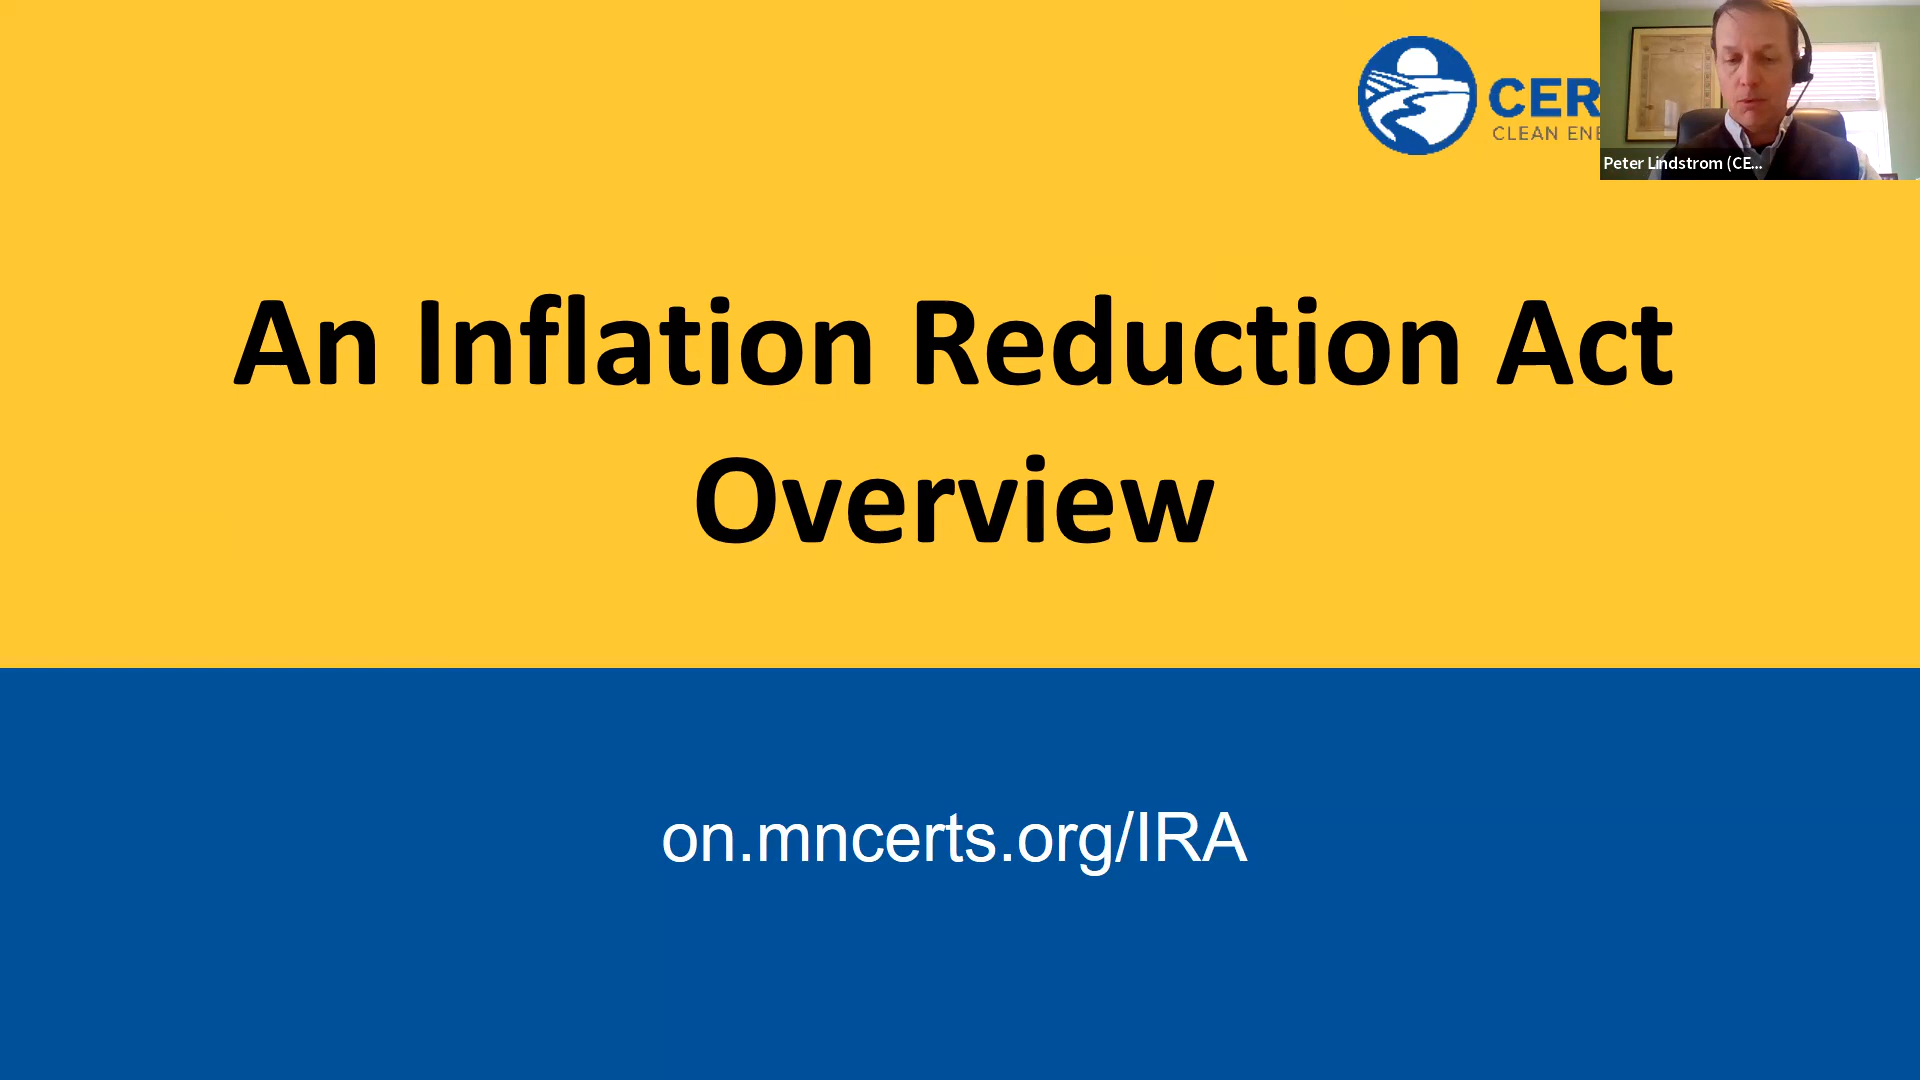 CER
CLEAN ENE
Peter Lindstrom (CE...
An Inflation Reduction Act
Overview
on.mncerts.org/IRA